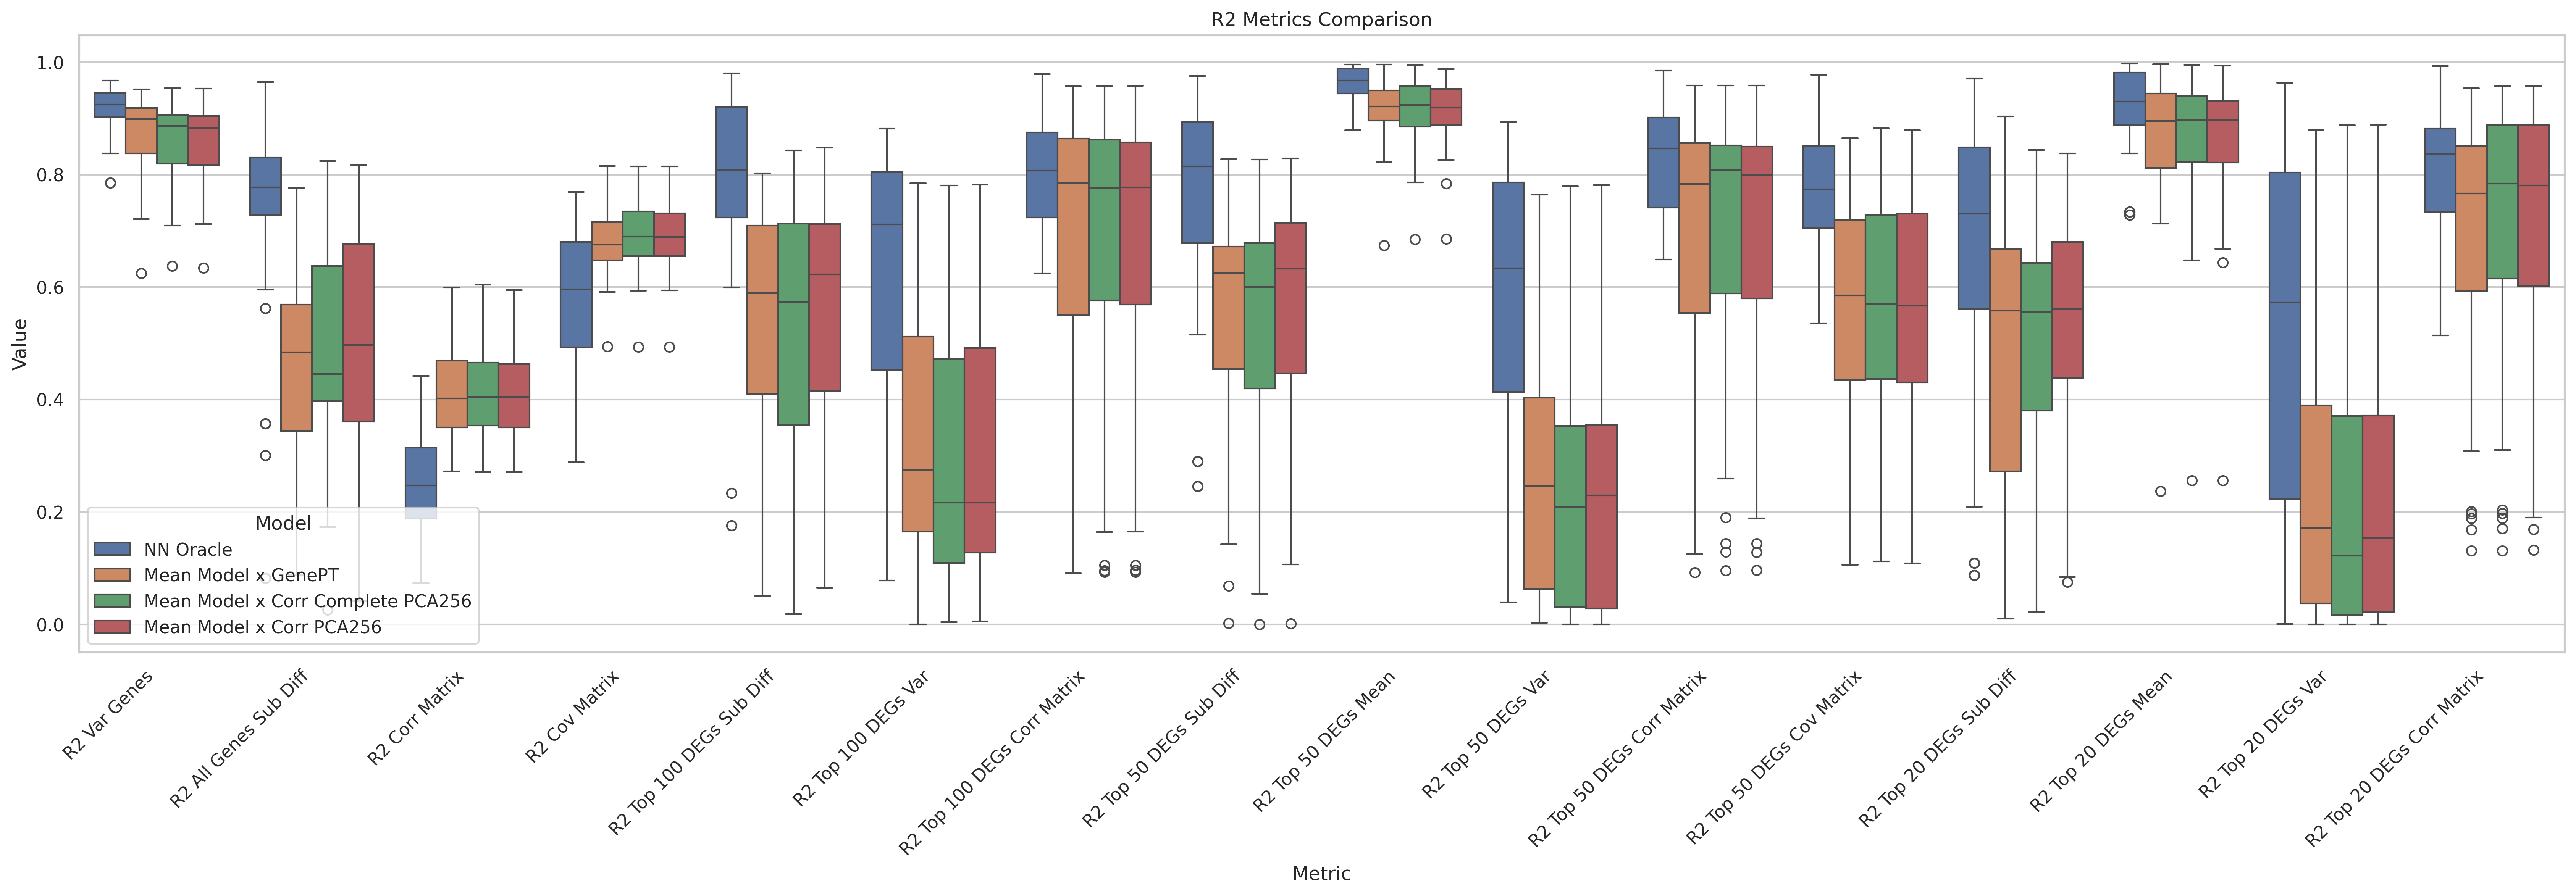 R2 Metrics Comparison
Value
1.0
0.8
0.6
0.4
0.2
0.0
Model
NN Oracle
Mean Model x GenePT
Mean Model x Corr Complete PCA256
Mean Model x Corr PCA256
R2 Var Genes
R2 All Genes Sub Diff
R2 Corr Matrix
R2 Cov Matrix
R2 Top 100 DEGs Sub Diff
R2 Top 100 DEGs Var
R2 Top 100 DEGs Corr Matrix
R2 Top 50 DEGs Sub Diff
R2 Top 50 DEGs Mean
R2 Top 50 DEGs Var
R2 Top 50 DEGs Corr Matrix
R2 Top 50 DEGs Cov Matrix
R2 Top 20 DEGs Sub Diff
R2 Top 20 DEGs Mean
R2 Top 20 DEGs Var
R2 Top 20 DEGs Corr Matrix
Metric